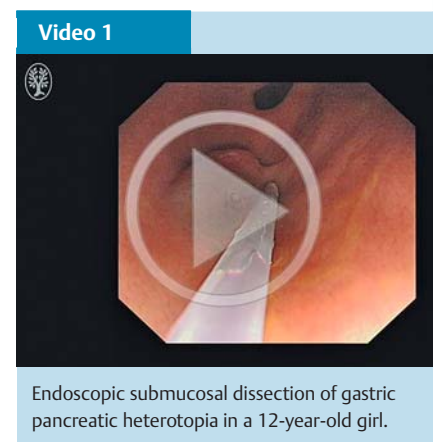 Video 1
Endoscopic submucosal dissection of gastric
pancreatic heterotopia in a 12-year-old girl.